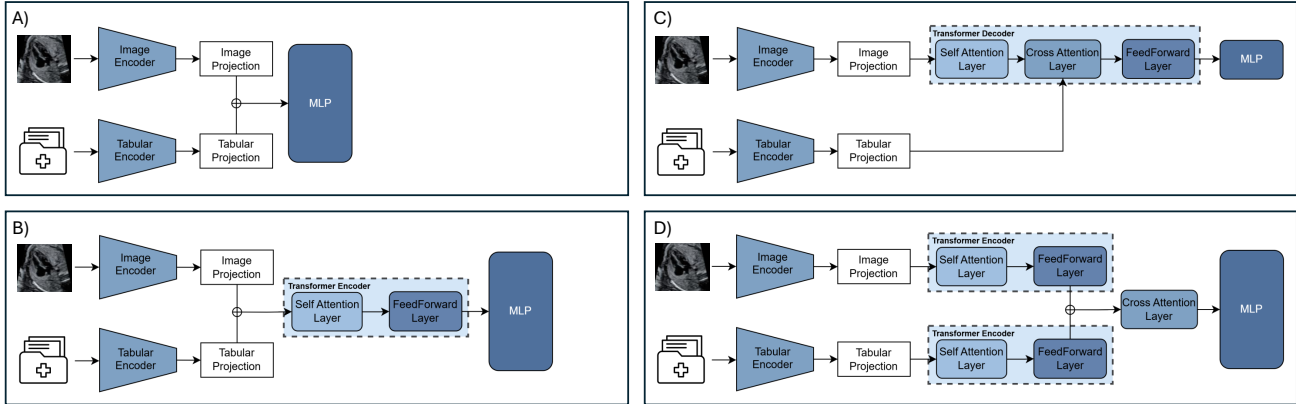 A)
Image
Encoder
Image
Projection
MLP
Tabular
Encoder
Tabular
Projection
B)
Image
Encoder
Image
Projection
Transformer Encoder
Self Attention
Layer
FeedForward
Layer
MLP
Tabular
Encoder
Tabular
Projection
C)
Image
Encoder
Image
Projection
Transformer Decoder
Self Attention
Layer
Cross Attention
Layer
FeedForward
Layer
MLP
Tabular
Encoder
Tabular
Projection
D)
Image
Encoder
Image
Projection
Transformer Encoder
Self Attention
Layer
FeedForward
Layer
Cross Attention
Layer
MLP
Tabular
Encoder
Tabular
Projection
Transformer Encoder
Self Attention
Layer
FeedForward
Layer